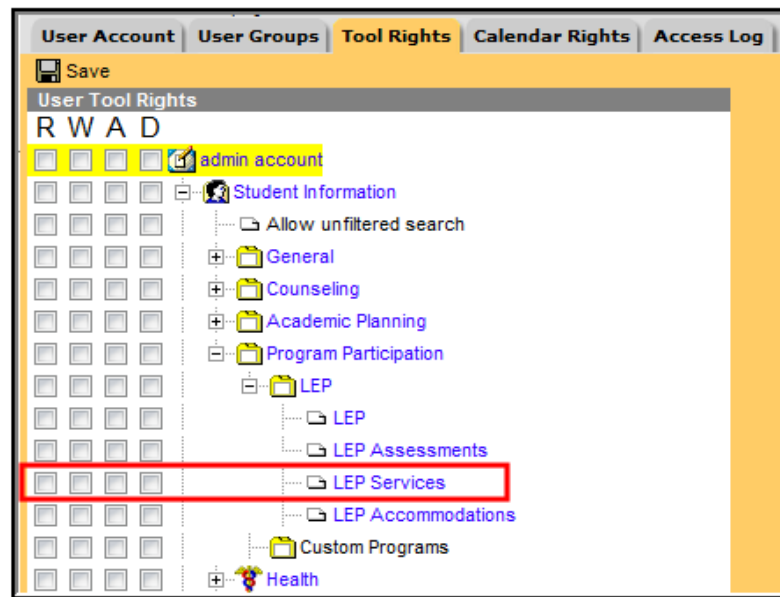 User Account User Groups Tool Rights Calendar Rights Access Log
Save
User Tool Rights
R W A D
admin account
Student Information
Allow unfiltered search
General
Counseling
Academic Planning
Program Participation
LEP
LEP
LEP Assessments
LEP Services
LEP Accommodations
Custom Programs
Health